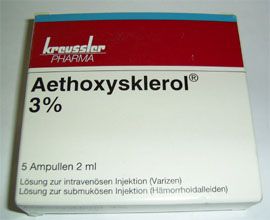 kreussler
PHARMA
Aethoxysklerol®
3%
5 Ampullen 2 ml
Lösung zur intravenösen Injektion (Varizen)
Lösung zur submukösen Injektion (Hämorrhoidalleiden)